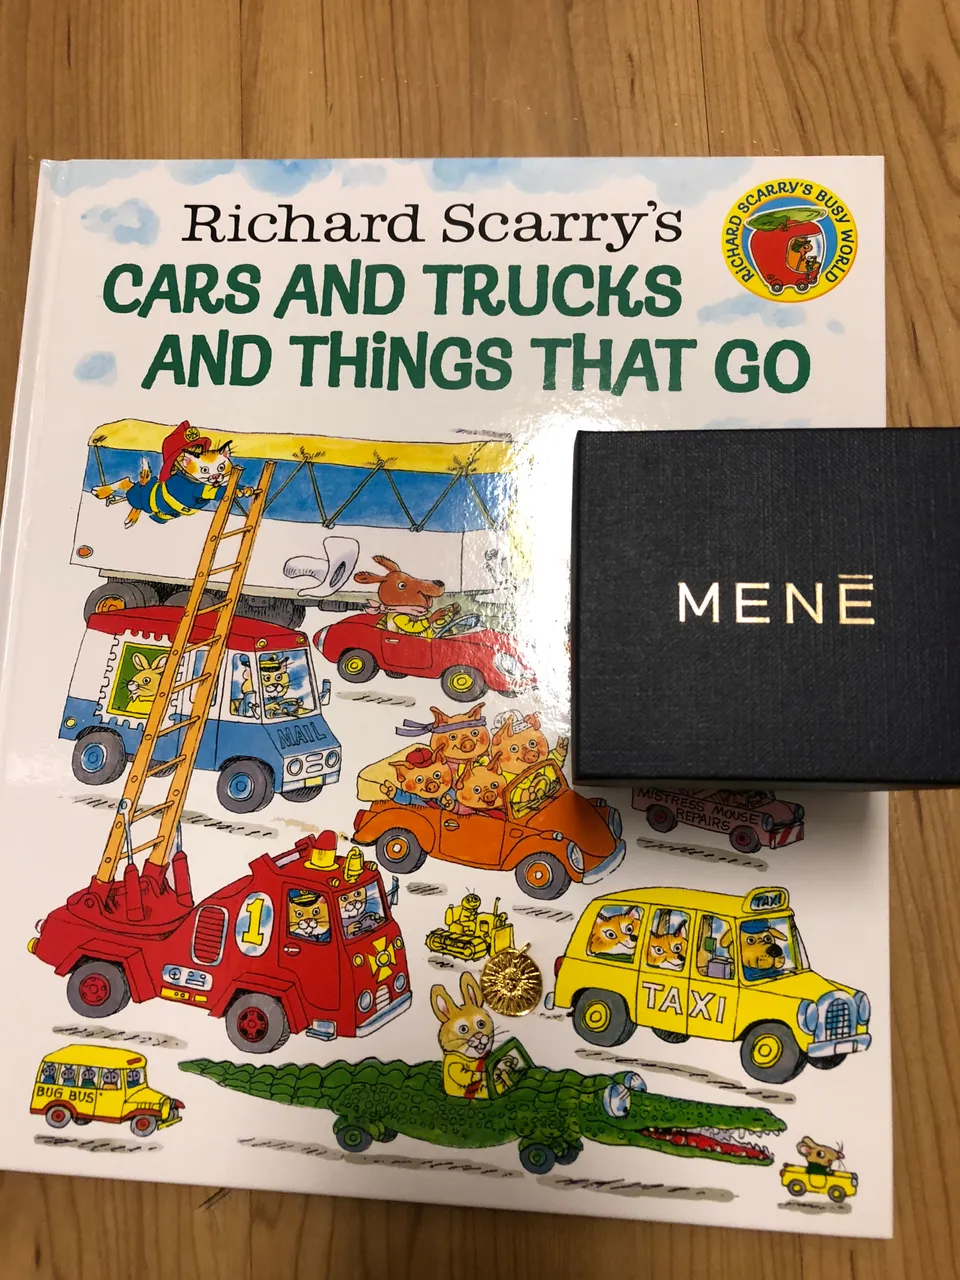 Richard Scarry's
CARS AND TRUCKS
AND THiNGS THAT GO
RICHARD SCARRY'S BUSY WORLD
MENĒ
MAIL
MISTRESS MOUSE
REPAIRS
1
TAXI
TAXI
BUG BUS